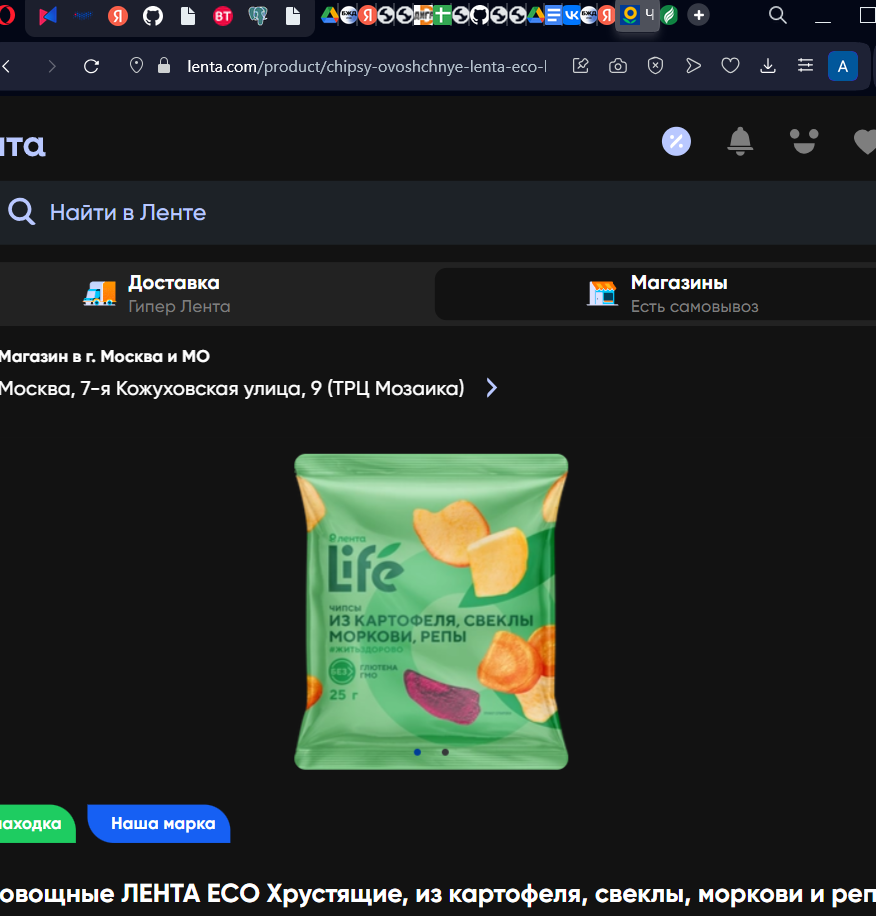 lenta.com/product/chipsy-ovoshchnye-lenta-eco-l
A
нта
Найти в Ленте
Доставка
Гипер Лента
Магазины
Есть самовывоз
Магазин в г. Москва и МО
Москва, 7-я Кожуховская улица, 9 (ТРЦ Мозаика)
лента
Life
ЧИПСЫ
ИЗ КАРТОФЕЛЯ, СВЕКЛЫ
МОРКОВИ, РЕПЫ
#ЖИТЬЗДОРОВО
БЕЗ
ГЛЮТЕНА
ГМО
25 г
находка
Наша марка
овощные ЛЕНТА ECO Хрустящие, из картофеля, свеклы, моркови и реп